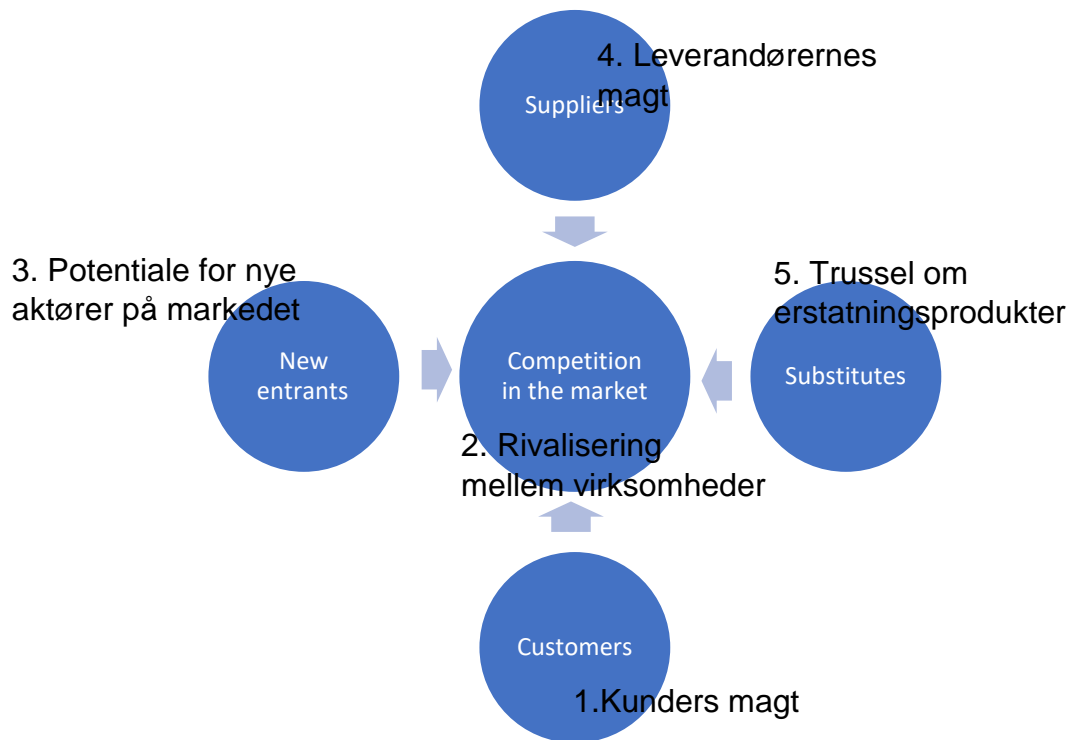 4. Leverandørernes
magt
Suppliers
3. Potentiale for nye
aktører på markedet
New
entrants
Competition
in the market
5. Trussel om
erstatningsprodukter
Substitutes
2. Rivalisering
mellem virksomheder
Customers
1.Kunders magt